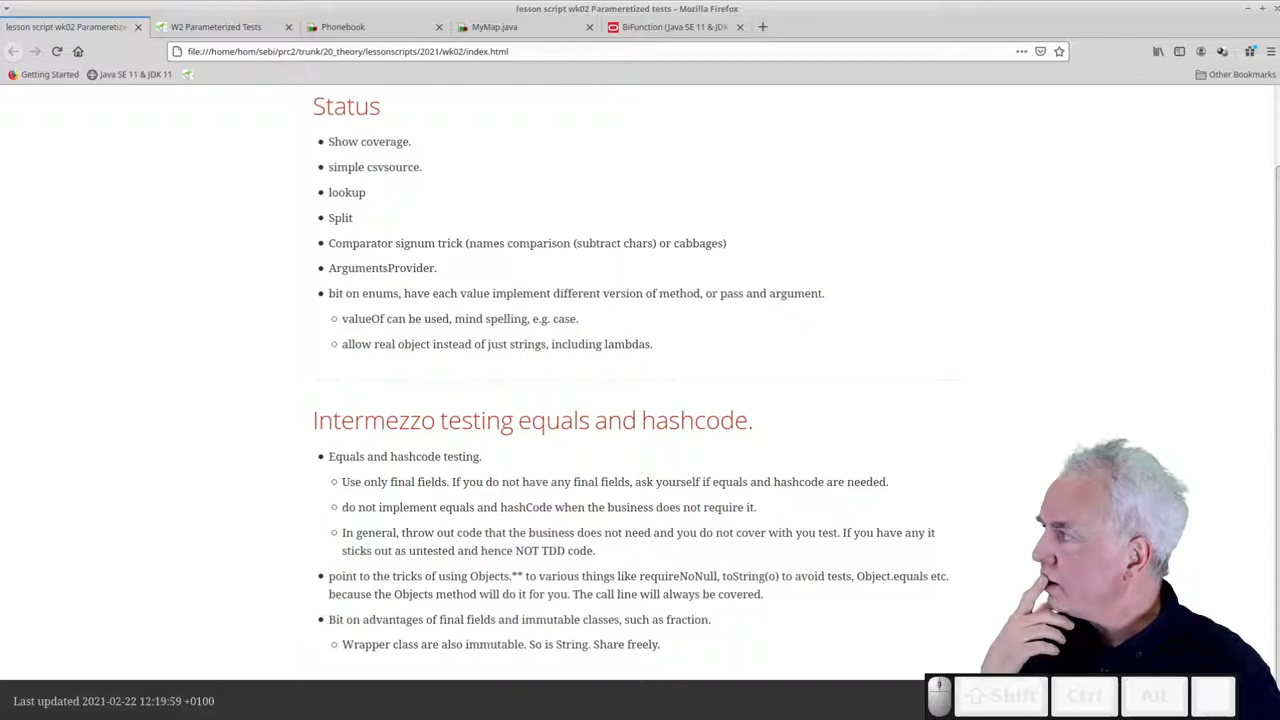 lesson script wk02 Parameretized tests – Mozilla Firefox
lesson script wk02 Parameretize
W2 Parameterized Tests
Phonebook
MyMap.java
BiFunction (Java SE 11 & JDK
file:///home/hom/sebi/prc2/trunk/20_theory/lessonscripts/2021/wk02/index.html
Getting Started
Java SE 11 & JDK 11
Other Bookmarks
Status
• Show coverage.
• simple csvsource.
• lookup
• Split
• Comparator signum trick (names comparison (subtract chars) or cabbages)
• ArgumentsProvider.
• bit on enums, have each value implement different version of method, or pass and argument.
○ valueOf can be used, mind spelling, e.g. case.
○ allow real object instead of just strings, including lambdas.
Intermezzo testing equals and hashcode.
• Equals and hashcode testing.
○ Use only final fields. If you do not have any final fields, ask yourself if equals and hashcode are needed.
○ do not implement equals and hashCode when the business does not require it.
○ In general, throw out code that the business does not need and you do not cover with you test. If you have any it
sticks out as untested and hence NOT TDD code.
• point to the tricks of using Objects.** to various things like requireNoNull, toString(o) to avoid tests, Object.equals etc.
because the Objects method will do it for you. The call line will always be covered.
• Bit on advantages of final fields and immutable classes, such as fraction.
○ Wrapper class are also immutable. So is String. Share freely.
Last updated 2021-02-22 12:19:59 +0100
Shift
Ctrl
Alt